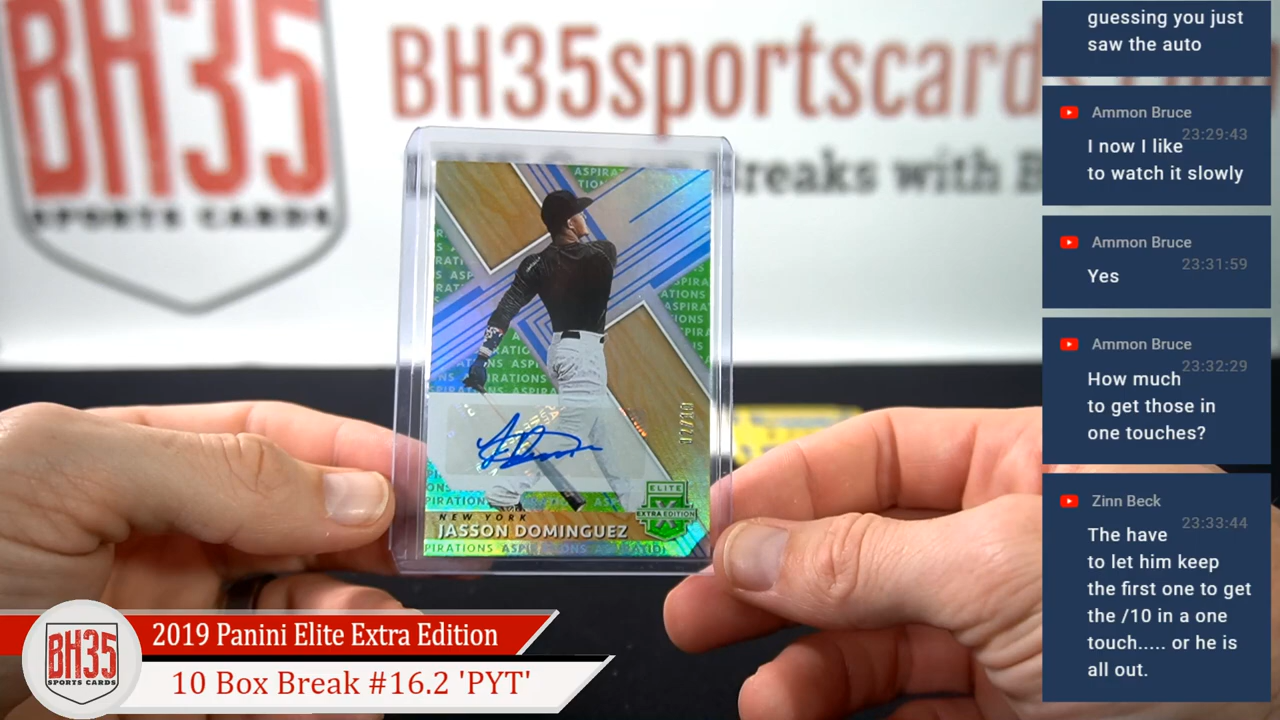 BH35
SPORTS CARDS
BH35sportscards
reaks with B
ASPIRATIONS
NEW YORK
JASSON DOMINGUEZ
ELITE
EXTRA EDITION
BH35
SPORTS CARDS
2019 Panini Elite Extra Edition
10 Box Break #16.2 'PYT'
guessing you just
saw the auto
Ammon Bruce
23:29:43
I now I like
to watch it slowly
Ammon Bruce
23:31:59
Yes
Ammon Bruce
23:32:29
How much
to get those in
one touches?
Zinn Beck
23:33:44
The have
to let him keep
the first one to get
the /10 in a one
touch..... or he is
all out.